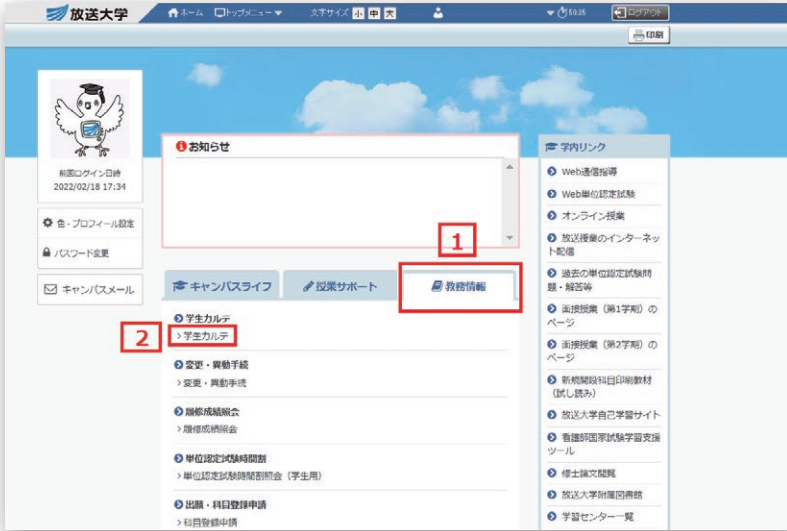 放送大学
ホーム トップメニュー 文字サイズ 小 中 大 ログアウト
印刷
お知らせ
前回ログイン日時
2022/02/18 17:34
色・プロフィール設定
パスワード変更
キャンパスメール
1
キャンパスライフ 授業サポート 教務情報
2
学生カルテ
学生カルテ
変更・異動手続
変更・異動手続
履修成績照会
履修成績照会
単位認定試験時間割
単位認定試験時間割照会（学生用）
出願・科目登録申請
科目登録申請
学内リンク
Web通信指導
Web単位認定試験
オンライン授業
放送授業のインターネッ
ト配信
過去の単位認定試験問
題・解答等
面接授業（第1学期）の
ページ
面接授業（第2学期）の
ページ
新規開設科目印刷教材
（試し読み）
放送大学自己学習サイト
看護師国家試験学習支援
ツール
修士論文閲覧
放送大学附属図書館
学習センター一覧